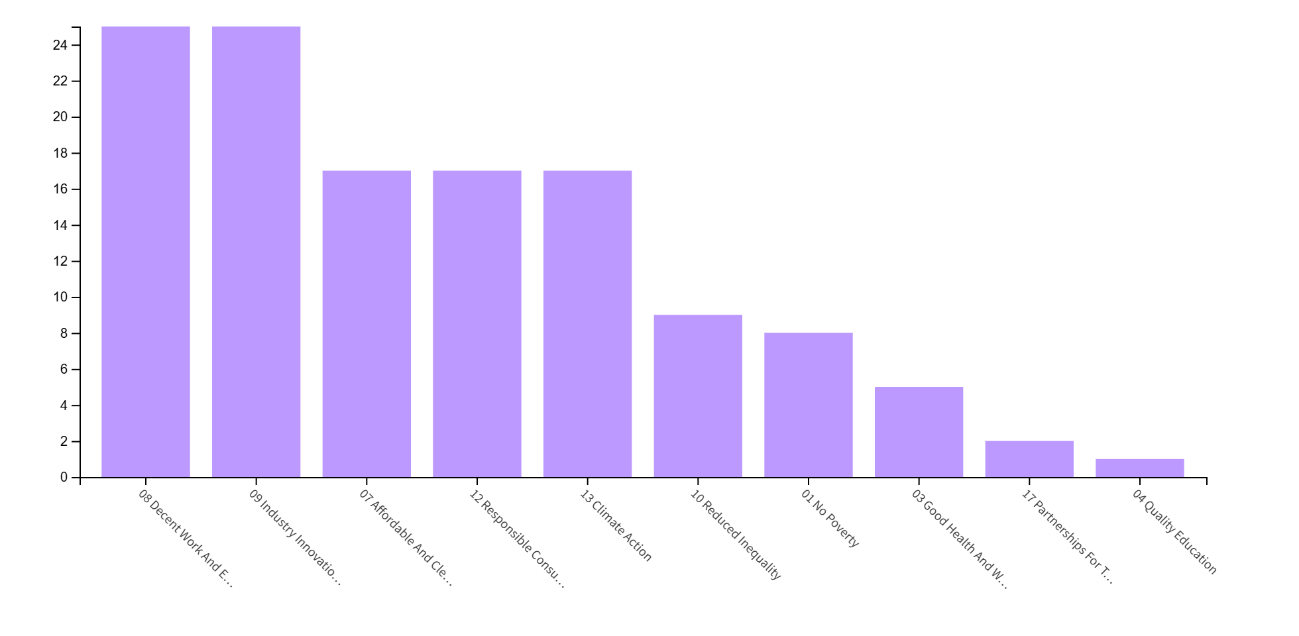 24
22
20
18
16
14
12
10
8
6
4
2
0
08 Decent Work And E...
09 Industry Innovatio...
07 Affordable And Cle...
12 Responsible Consu...
13 Climate Action
10 Reduced Inequality
01 No Poverty
03 Good Health And W...
17 Partnerships For T...
04 Quality Education